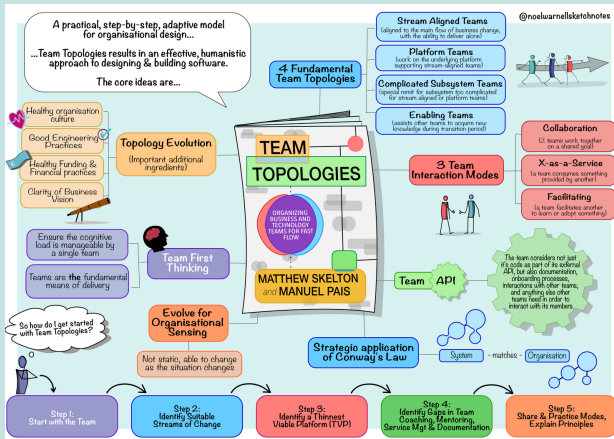 @noelwarnellsketchnotes
A practical, step-by-step, adaptive model
for organisational design...
...Team Topologies results in an effective, humanistic
approach to designing & building software.
The core ideas are...
4 Fundamental
Team Topologies
Stream Aligned Teams
(aligned to the main flow of business change,
with the ability to deliver alone)
Platform Teams
(work on the underlying platform
supporting stream-aligned teams)
Complicated Subsystem Teams
(special remit for subsystem too complicated
for stream aligned or platform teams)
Enabling Teams
(assists other teams to acquire new
knowledge during transition period)
Healthy organisation
culture
Good Engineering
Practices
Healthy Funding &
Financial practices
Clarity of Business
Vision
Topology Evolution
(Important additional
ingredients)
TEAM
TOPOLOGIES
ORGANIZING
BUSINESS AND
TECHNOLOGY
TEAMS FOR FAST
FLOW
MATTHEW SKELTON
and MANUEL PAIS
3 Team
Interaction Modes
Collaboration
(2 teams work together
on a shared goal)
X-as-a-Service
(a team consumes something
provided by another)
Facilitating
(a team facilitates another
to learn or adopt something)
Ensure the cognitive
load is manageable by
a single team
Teams are the fundamental
means of delivery
Team First
Thinking
Team
API
The team considers not just
it's code as part of its external
API, but also documentation,
onboarding processes,
interactions with other teams,
and anything else other
teams need in order to
interact with its members.
Evolve for
Organisational
Sensing
Not static, able to change
as the situation changes
Strategic application
of Conway's Law
System - matches - Organisation
So how do I get started
with Team Topologies?
Step 1:
Start with the Team
Step 2:
Identify Suitable
Streams of Change
Step 3:
Identify a Thinnest
Viable Platform (TVP)
Step 4:
Identify Gaps in Team
Coaching, Mentoring,
Service Mgt & Documentation
Step 5:
Share & Practice Modes,
Explain Principles